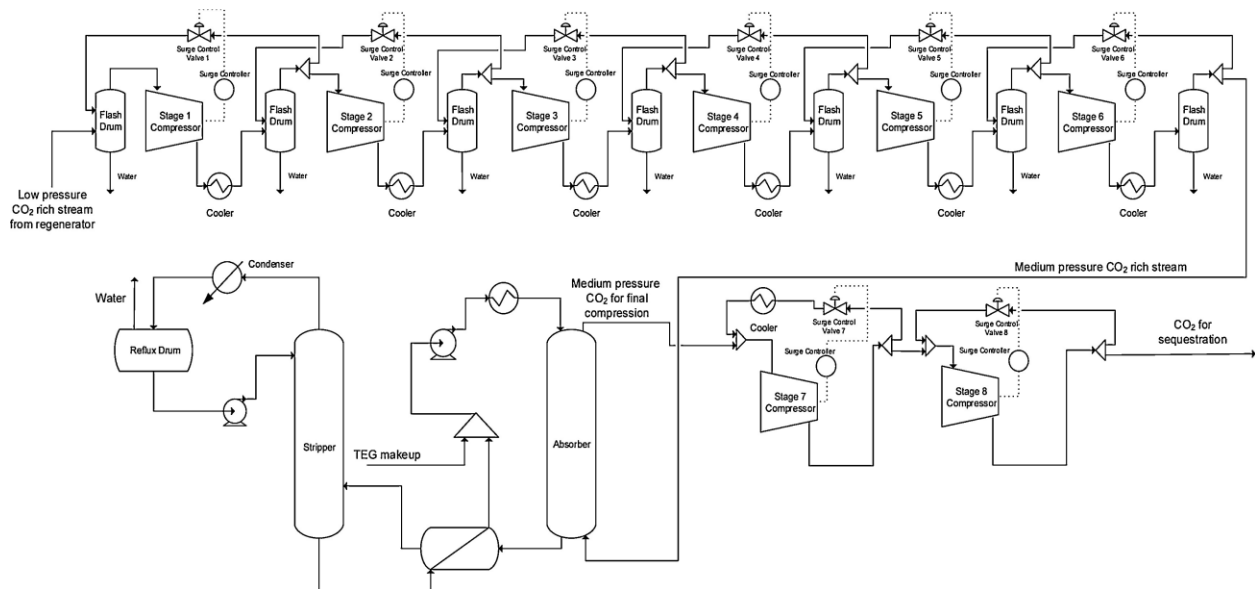 Surge Control
Valve 1
Surge Control
Valve 2
Surge Control
Valve 3
Surge Control
Valve 4
Surge Control
Valve 5
Surge Control
Valve 6
Surge Controller
Surge Controller
Surge Controller
Surge Controller
Surge Controller
Surge Controller
Flash
Drum
Stage 1
Compressor
Flash
Drum
Stage 2
Compressor
Flash
Drum
Stage 3
Compressor
Flash
Drum
Stage 4
Compressor
Flash
Drum
Stage 5
Compressor
Flash
Drum
Stage 6
Compressor
Flash
Drum
Water
Water
Water
Water
Water
Water
Water
Low pressure
CO2 rich stream
from regenerator
Cooler
Cooler
Cooler
Cooler
Cooler
Cooler
Medium pressure CO2 rich stream
Condenser
Water
Reflux Drum
Stripper
TEG makeup
Absorber
Medium pressure
CO2 for final
compression
Cooler
Surge Control
Valve 7
Surge Controller
Stage 7
Compressor
Surge Control
Valve 8
Surge Controller
Stage 8
Compressor
CO2 for
sequestration